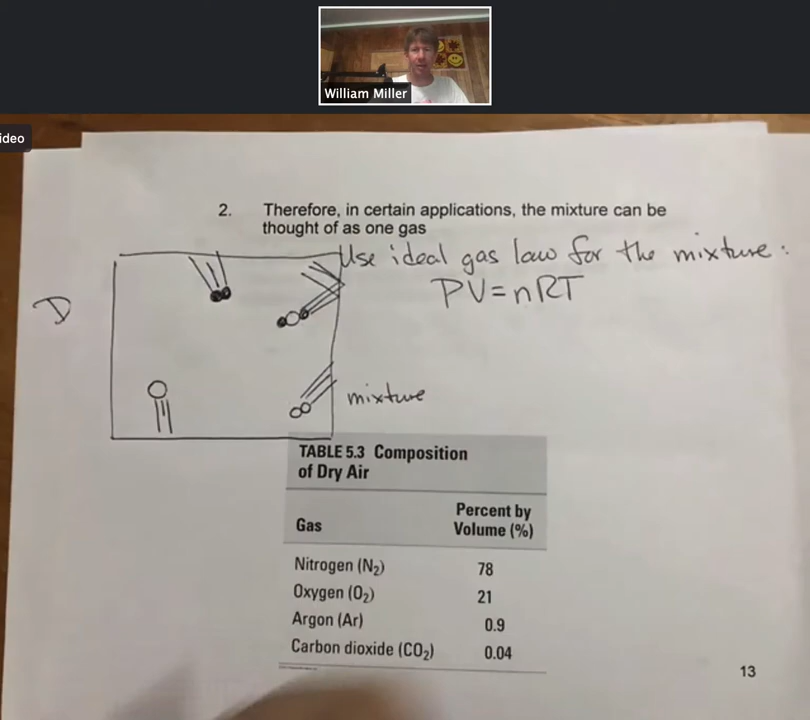 William Miller
ideo
2. Therefore, in certain applications, the mixture can be
thought of as one gas
Use ideal gas law for the mixture:
PV=nRT
D
mixture
TABLE 5.3 Composition
of Dry Air
Gas Percent by
Volume (%)
Nitrogen (N₂) 78
Oxygen (O₂) 21
Argon (Ar) 0.9
Carbon dioxide (CO₂) 0.04
13